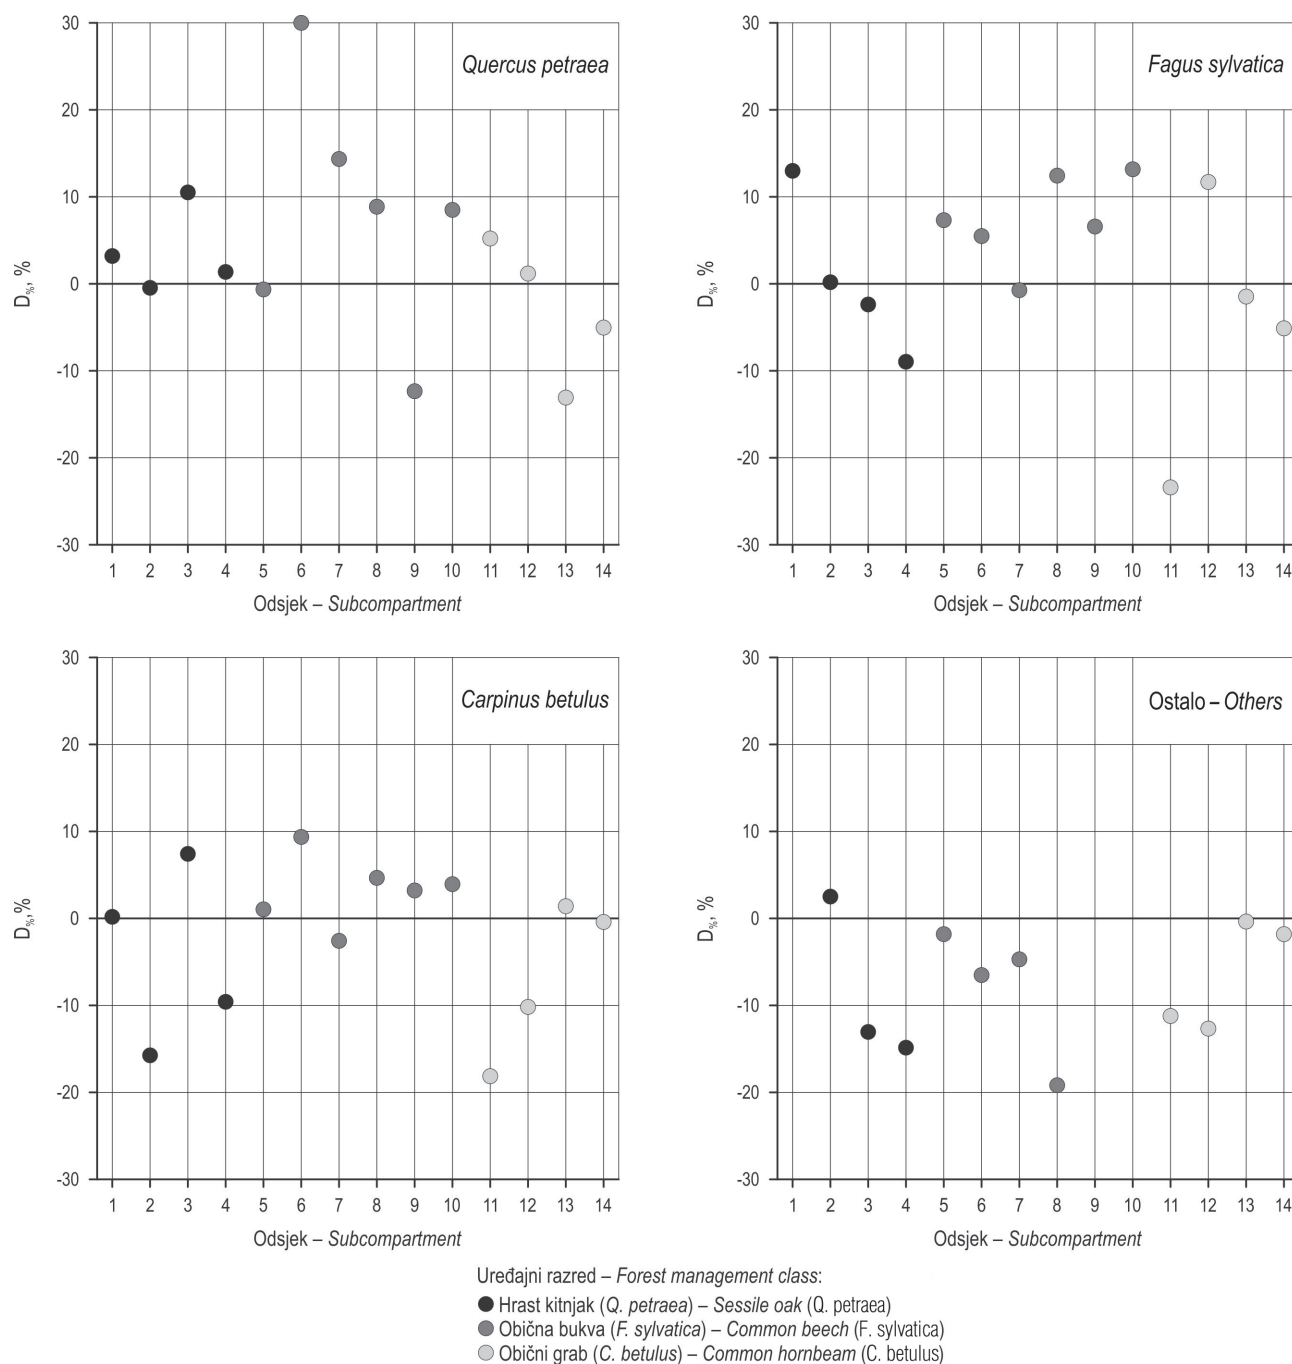 30
20
10
0
-10
-20
-30
D%, %
Quercus petraea
1 2 3 4 5 6 7 8 9 10 11 12 13 14
Odsjek – Subcompartment
30
20
10
0
-10
-20
-30
D%, %
Fagus sylvatica
1 2 3 4 5 6 7 8 9 10 11 12 13 14
Odsjek – Subcompartment
30
20
10
0
-10
-20
-30
D%, %
Carpinus betulus
1 2 3 4 5 6 7 8 9 10 11 12 13 14
Odsjek – Subcompartment
30
20
10
0
-10
-20
-30
D%, %
Ostalo – Others
1 2 3 4 5 6 7 8 9 10 11 12 13 14
Odsjek – Subcompartment
Uređajni razred – Forest management class:
Hrast kitnjak (Q. petraea) – Sessile oak (Q. petraea)
Obična bukva (F. sylvatica) – Common beech (F. sylvatica)
Obični grab (C. betulus) – Common hornbeam (C. betulus)